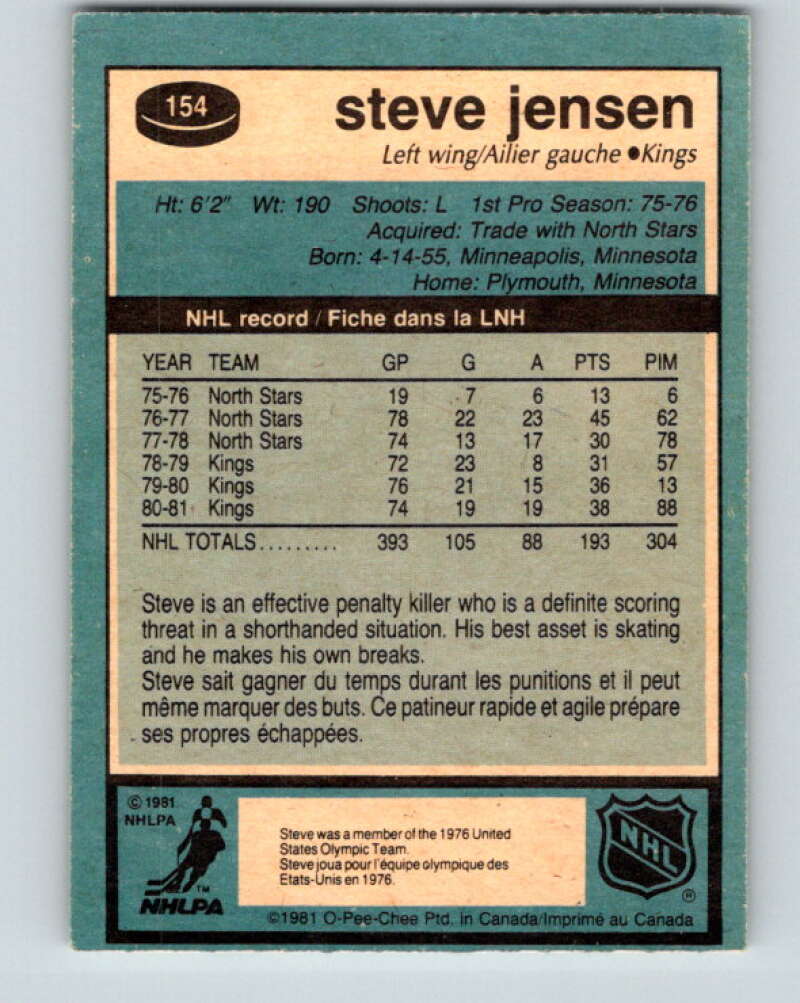 154
steve jensen
Left wing/Ailier gauche ●Kings
Ht: 6'2" Wt: 190 Shoots: L 1st Pro Season: 75-76
Acquired: Trade with North Stars
Born: 4-14-55, Minneapolis, Minnesota
Home: Plymouth, Minnesota
NHL record / Fiche dans la LNH
YEAR TEAM GP G A PTS PIM
75-76 North Stars 19 7 6 13 6
76-77 North Stars 78 22 23 45 62
77-78 North Stars 74 13 17 30 78
78-79 Kings 72 23 8 31 57
79-80 Kings 76 21 15 36 13
80-81 Kings 74 19 19 38 88
NHL TOTALS......... 393 105 88 193 304
Steve is an effective penalty killer who is a definite scoring
threat in a shorthanded situation. His best asset is skating
and he makes his own breaks.
Steve sait gagner du temps durant les punitions et il peut
même marquer des buts. Ce patineur rapide et agile prépare
ses propres échappées.
© 1981
NHLPA
TM
NHLPA
Steve was a member of the 1976 United
States Olympic Team.
Steve joua pour l'équipe olympique des
Etats-Unis en 1976.
NHL
®
©1981 O-Pee-Chee Ptd. in Canada/Imprimé au Canada